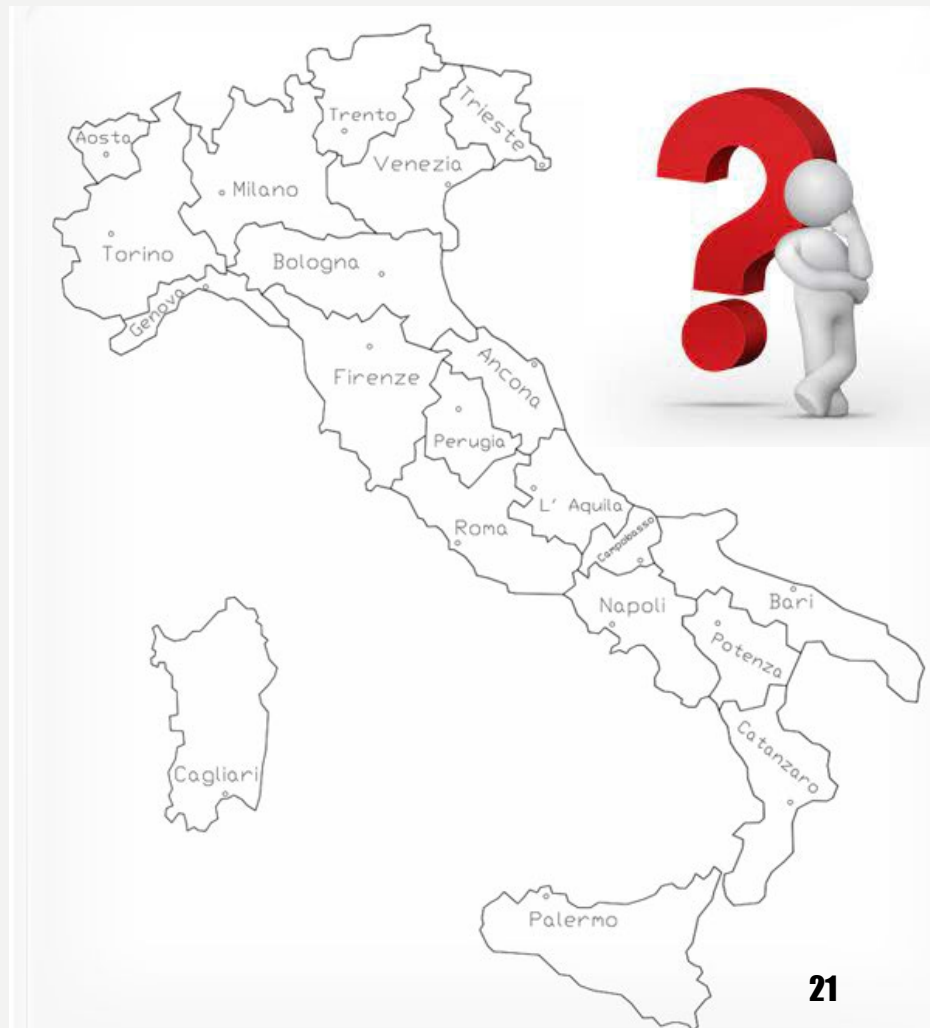 Trento
Trieste
Aosta
Venezia
Milano
Torino
Bologna
Genova
Firenze
Ancona
Perugia
L' Aquila
Roma
Campobasso
Napoli
Bari
Potenza
Catanzaro
Cagliari
Palermo
21